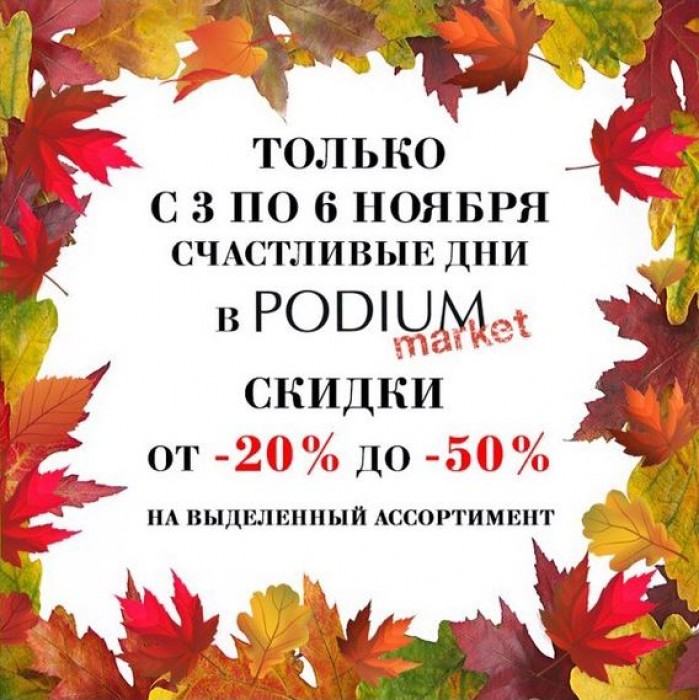 ТОЛЬКО
С 3 ПО 6 НОЯБРЯ
СЧАСТЛИВЫЕ ДНИ
в PODIUM
market
СКИДКИ
ОТ -20% ДО -50%
НА ВЫДЕЛЕННЫЙ АССОРТИМЕНТ